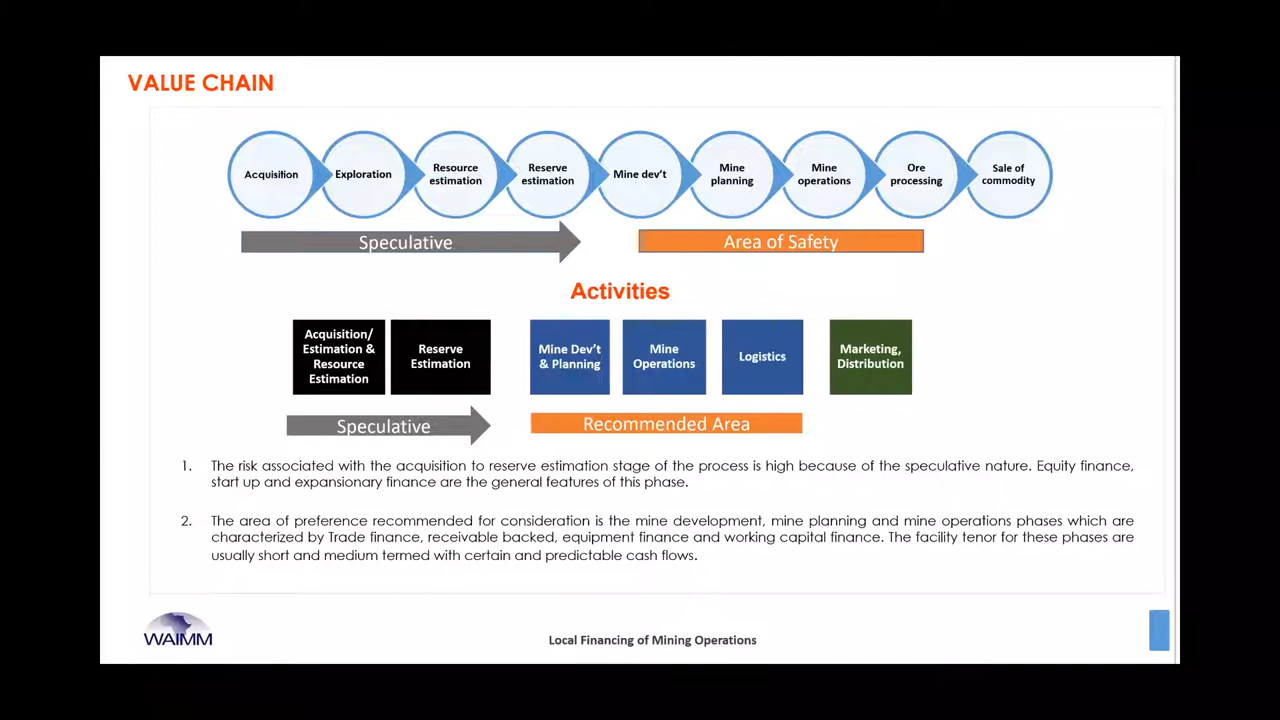 VALUE CHAIN
Acquisition
Exploration
Resource
estimation
Reserve
estimation
Mine dev't
Mine
planning
Mine
operations
Ore
processing
Sale of
commodity
Speculative
Area of Safety
Activities
Acquisition/
Estimation &
Resource
Estimation
Reserve
Estimation
Mine Dev't
& Planning
Mine
Operations
Logistics
Marketing,
Distribution
Speculative
Recommended Area
1. The risk associated with the acquisition to reserve estimation stage of the process is high because of the speculative nature. Equity finance,
start up and expansionary finance are the general features of this phase.
2. The area of preference recommended for consideration is the mine development, mine planning and mine operations phases which are
characterized by Trade finance, receivable backed, equipment finance and working capital finance. The facility tenor for these phases are
usually short and medium termed with certain and predictable cash flows.
WAIMM
Local Financing of Mining Operations